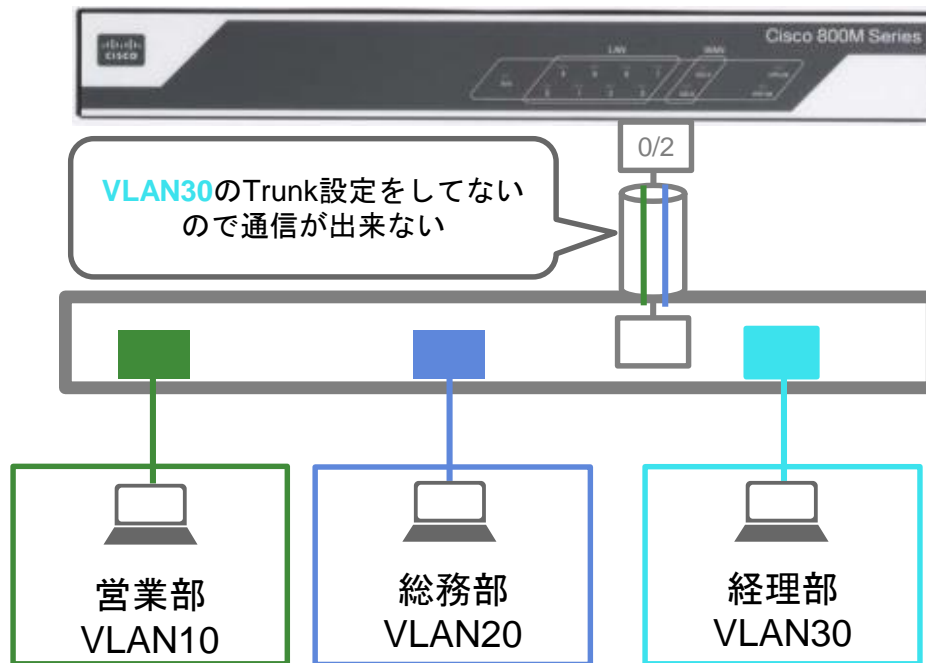 CISCO
LAN
WAN
Cisco 800M Series
0/2
VLAN30のTrunk設定をしてない
ので通信が出来ない
営業部
VLAN10
総務部
VLAN20
経理部
VLAN30